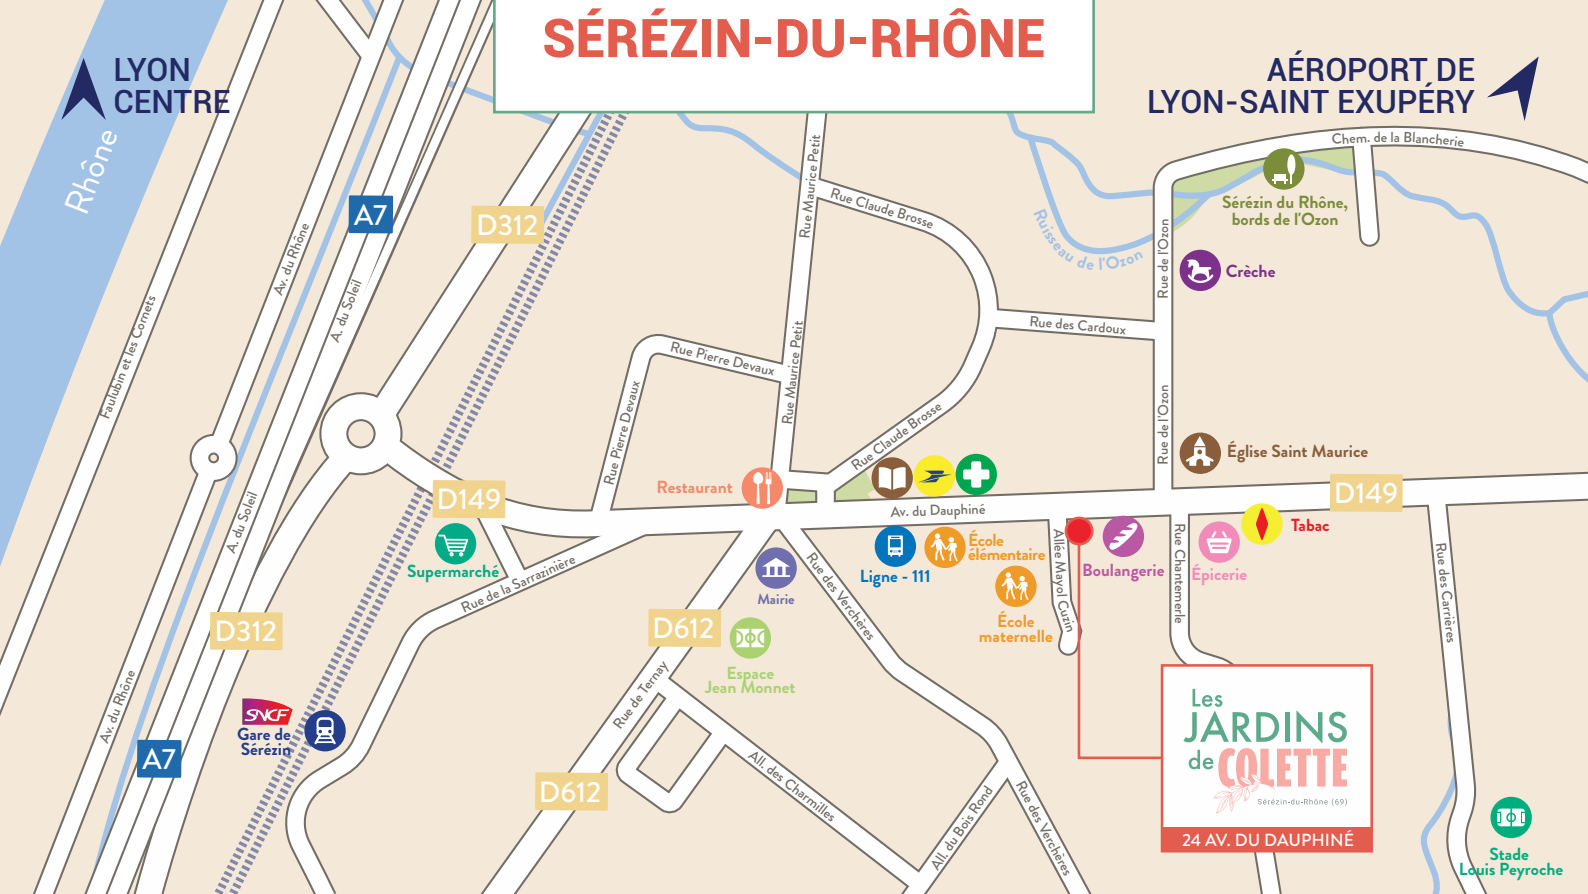 SÉRÉZIN-DU-RHÔNE
LYON
CENTRE
AÉROPORT DE
LYON-SAINT EXUPÉRY
Rhône
Chem. de la Blancherie
A7
D312
Rue Maurice Petit
Rue Claude Brosse
Sérézin du Rhône,
bords de l'Ozon
Ruisseau de l'Ozon
Rue de l'Ozon
Crèche
Av. du Rhône
A. du Soleil
Faulubin et les Cornets
Rue des Cardoux
Rue Pierre Devaux
Rue Maurice Petit
Rue Pierre Devaux
Rue Claude Brosse
Rue de l'Ozon
Église Saint Maurice
Restaurant
D149
D149
Av. du Dauphiné
A. du Soleil
Supermarché
Rue de la Sarrazinière
Mairie
Rue des Verchères
Ligne - 111
École
élémentaire
École
maternelle
Allée Mayol Cuzin
Boulangerie
Rue Chantemerle
Épicerie
Tabac
Rue des Carrières
D312
D612
Espace
Jean Monnet
Rue de Ternay
Av. du Rhône
SNCF
Gare de
Sérézin
A7
D612
All. des Charmilles
All. du Bois Rond
Rue des Verchères
Les
JARDINS
de COLETTE
Sérézin-du-Rhône (69)
24 AV. DU DAUPHINÉ
Stade
Louis Peyroche